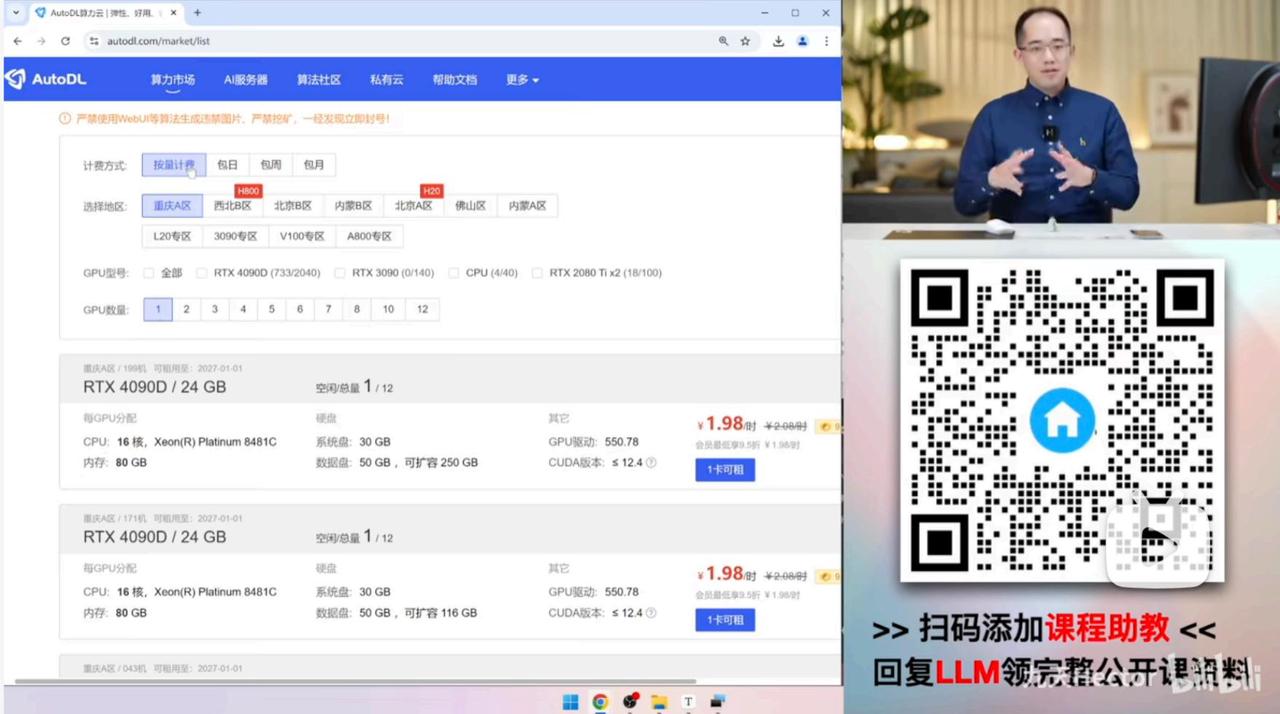 AutoDL算力云 | 弹性、好用、
autodl.com/market/list
AutoDL 算力市场 AI服务器 算法社区 私有云 帮助文档 更多
严禁使用WebUI等算法生成违禁图片、严禁挖矿，一经发现立即封号！
计费方式: 按量计费 包日 包周 包月
H800 H20
选择地区: 重庆A区 西北B区 北京B区 内蒙B区 北京A区 佛山区 内蒙A区
L20专区 3090专区 V100专区 A800专区
GPU型号: 全部 RTX 4090D (733/2040) RTX 3090 (0/140) CPU (4/40) RTX 2080 Ti x2 (18/100)
GPU数量: 1 2 3 4 5 6 7 8 10 12
重庆A区 / 199机 可租用至: 2027-01-01
RTX 4090D / 24 GB 空闲/总量 1 / 12
每GPU分配 硬盘 其它
¥1.98/时 ¥2.08/时 9
CPU: 16 核, Xeon(R) Platinum 8481C 系统盘: 30 GB GPU驱动: 550.78
会员最低享9.5折 ¥1.98/时
内存: 80 GB 数据盘: 50 GB，可扩容 250 GB CUDA版本: ≤ 12.4
1卡可租
重庆A区 / 171机 可租用至: 2027-01-01
RTX 4090D / 24 GB 空闲/总量 1 / 12
每GPU分配 硬盘 其它
¥1.98/时 ¥2.08/时 9
CPU: 16 核, Xeon(R) Platinum 8481C 系统盘: 30 GB GPU驱动: 550.78
会员最低享9.5折 ¥1.98/时
内存: 80 GB 数据盘: 50 GB，可扩容 116 GB CUDA版本: ≤ 12.4
1卡可租
重庆A区 / 043机 可租用至: 2027-01-01
>> 扫码添加课程助教 <<
回复LLM领完整公开课资料
bilibili